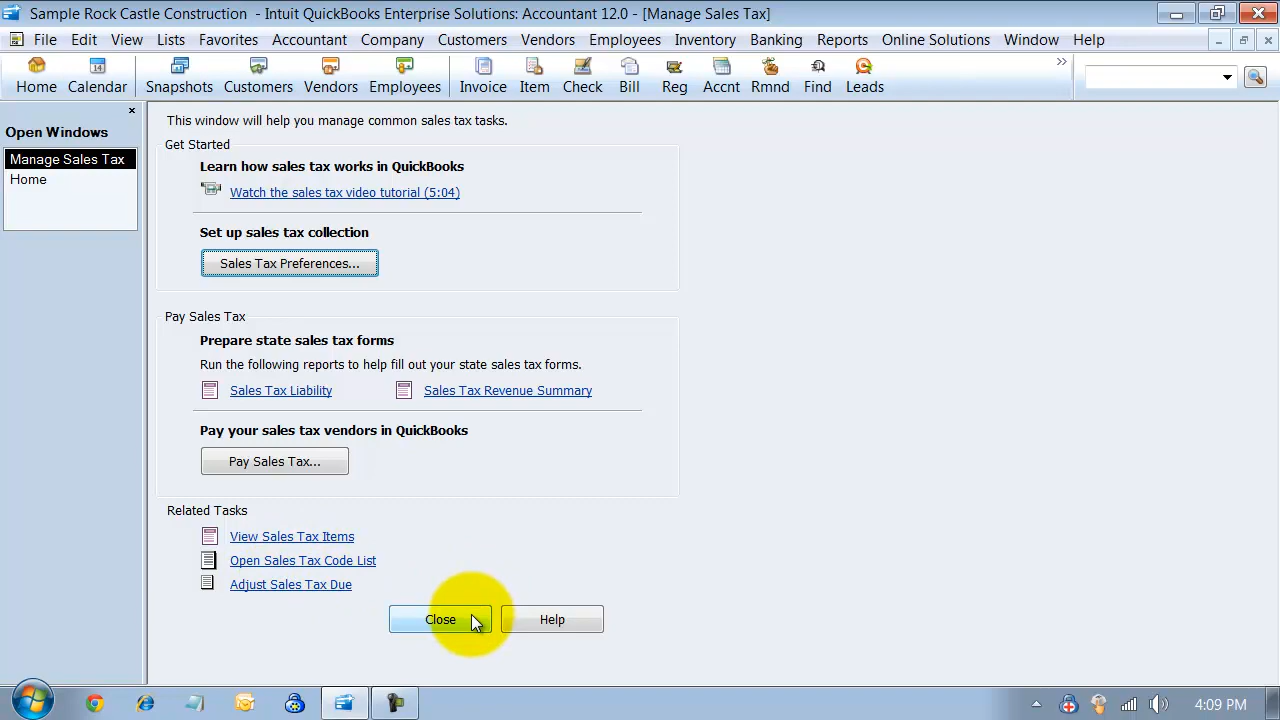 Sample Rock Castle Construction - Intuit QuickBooks Enterprise Solutions: Accountant 12.0 - [Manage Sales Tax]
File Edit View Lists Favorites Accountant Company Customers Vendors Employees Inventory Banking Reports Online Solutions Window Help
Home Calendar Snapshots Customers Vendors Employees Invoice Item Check Bill Reg Accnt Rmnd Find Leads
Open Windows
Manage Sales Tax
Home
This window will help you manage common sales tax tasks.
Get Started
Learn how sales tax works in QuickBooks
Watch the sales tax video tutorial (5:04)
Set up sales tax collection
Sales Tax Preferences...
Pay Sales Tax
Prepare state sales tax forms
Run the following reports to help fill out your state sales tax forms.
Sales Tax Liability Sales Tax Revenue Summary
Pay your sales tax vendors in QuickBooks
Pay Sales Tax...
Related Tasks
View Sales Tax Items
Open Sales Tax Code List
Adjust Sales Tax Due
Close Help
4:09 PM